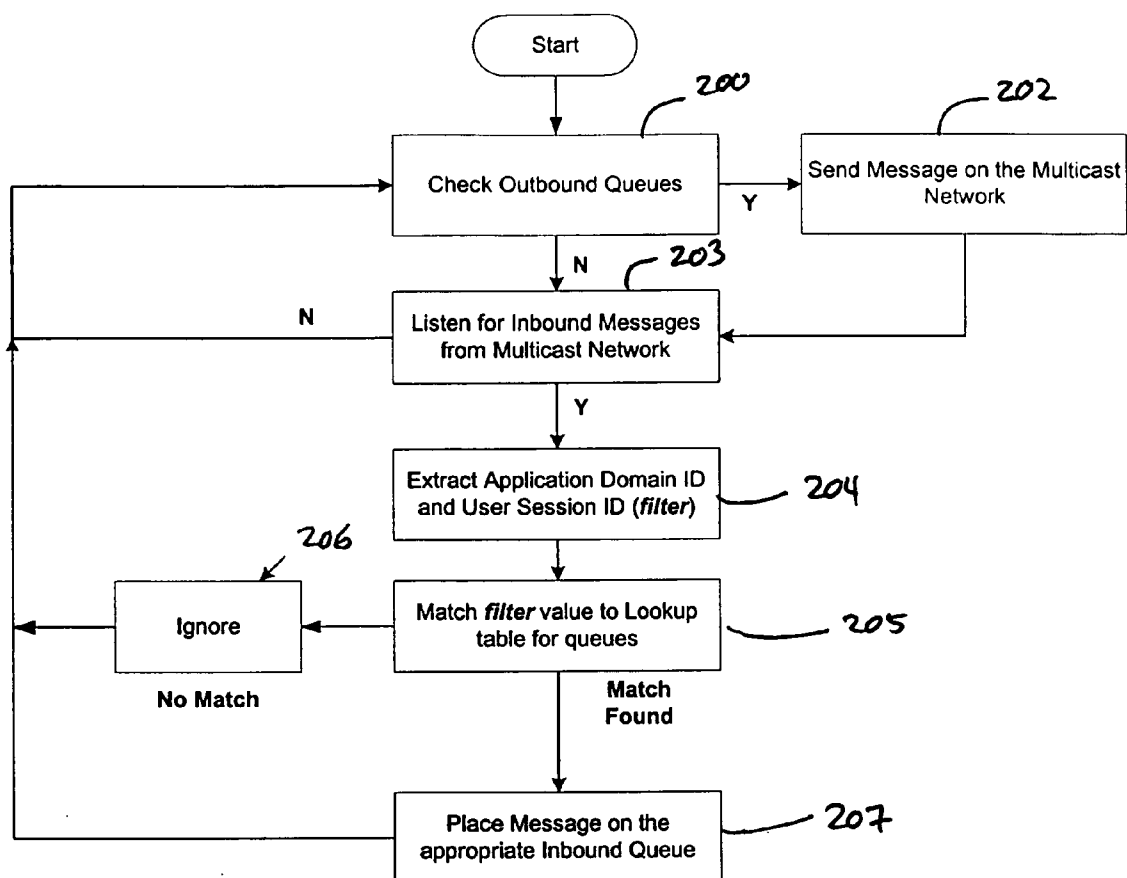 Start
200
202
Check Outbound Queues
Y
Send Message on the Multicast
Network
N
203
N
Listen for Inbound Messages
from Multicast Network
Y
Extract Application Domain ID
and User Session ID (filter)
204
206
Ignore
Match filter value to Lookup
table for queues
205
No Match
Match
Found
Place Message on the
appropriate Inbound Queue
207